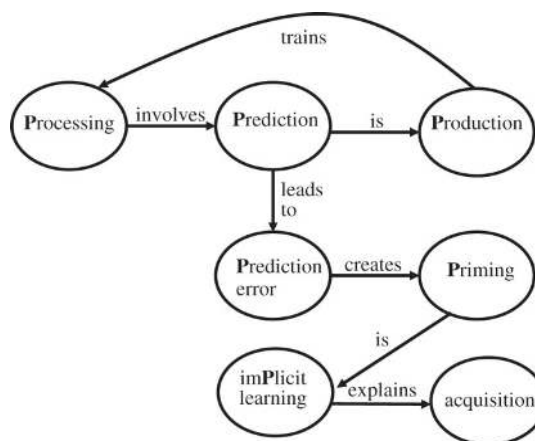 trains
Processing
involves
Prediction
is
Production
leads
to
Prediction
error
creates
Priming
is
imPlicit
learning
explains
acquisition